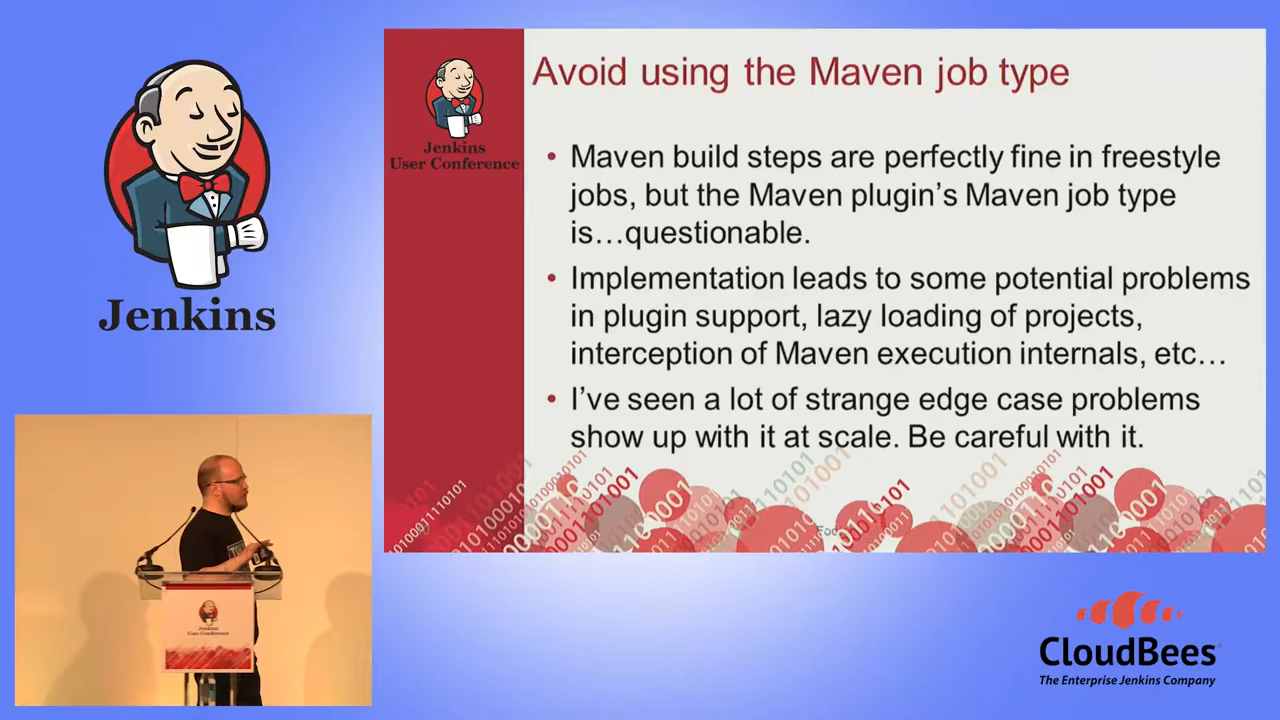 Jenkins
Jenkins
User Conference
Avoid using the Maven job type
• Maven build steps are perfectly fine in freestyle
jobs, but the Maven plugin’s Maven job type
is…questionable.
• Implementation leads to some potential problems
in plugin support, lazy loading of projects,
interception of Maven execution internals, etc…
• I’ve seen a lot of strange edge case problems
show up with it at scale. Be careful with it.
Jenkins
User Conference
CloudBees
The Enterprise Jenkins Company